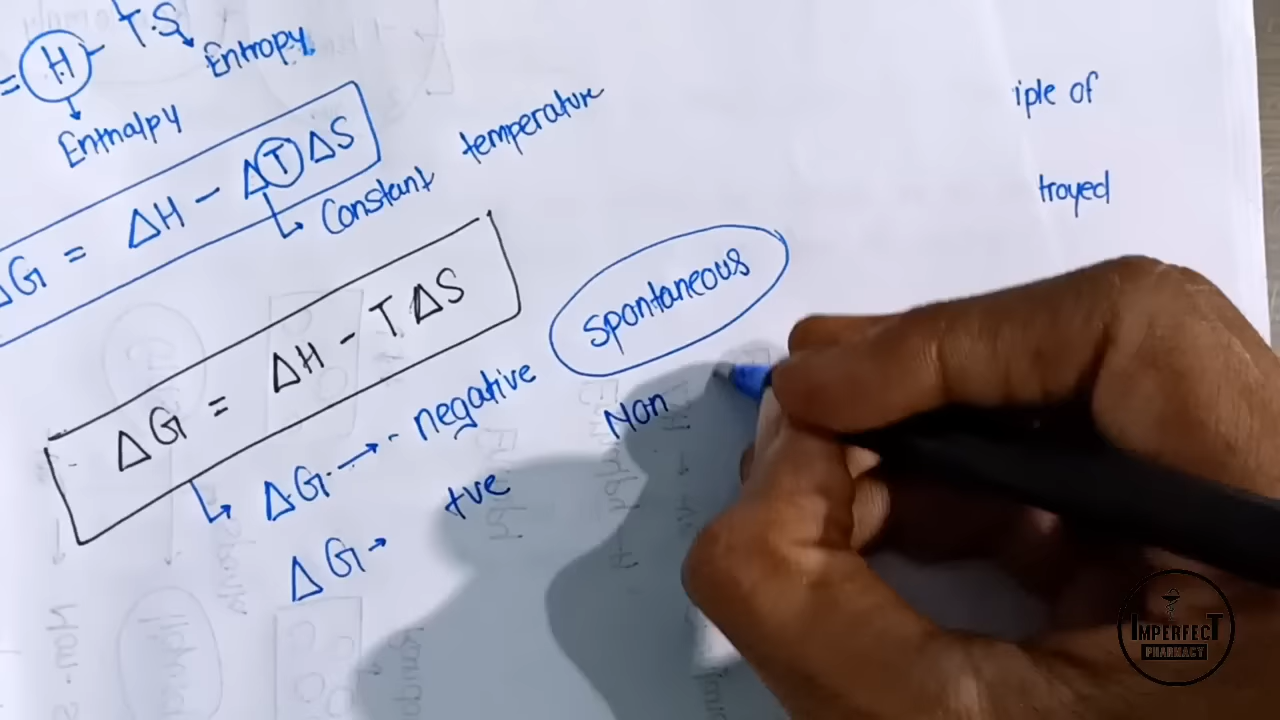 = H - T.S
Entropy
Enthalpy
ΔG = ΔH - ΔTΔS
Constant temperature
ΔG = ΔH - TΔS
spontaneous
ΔG → - negative
Non
ΔG → +ve
iple of
troyed
IMPERFECT
PHARMACY